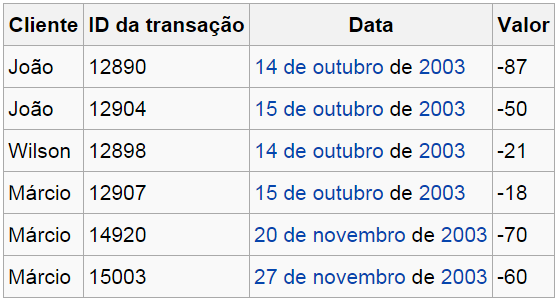 Cliente ID da transação Data Valor
João 12890 14 de outubro de 2003 -87
João 12904 15 de outubro de 2003 -50
Wilson 12898 14 de outubro de 2003 -21
Márcio 12907 15 de outubro de 2003 -18
Márcio 14920 20 de novembro de 2003 -70
Márcio 15003 27 de novembro de 2003 -60